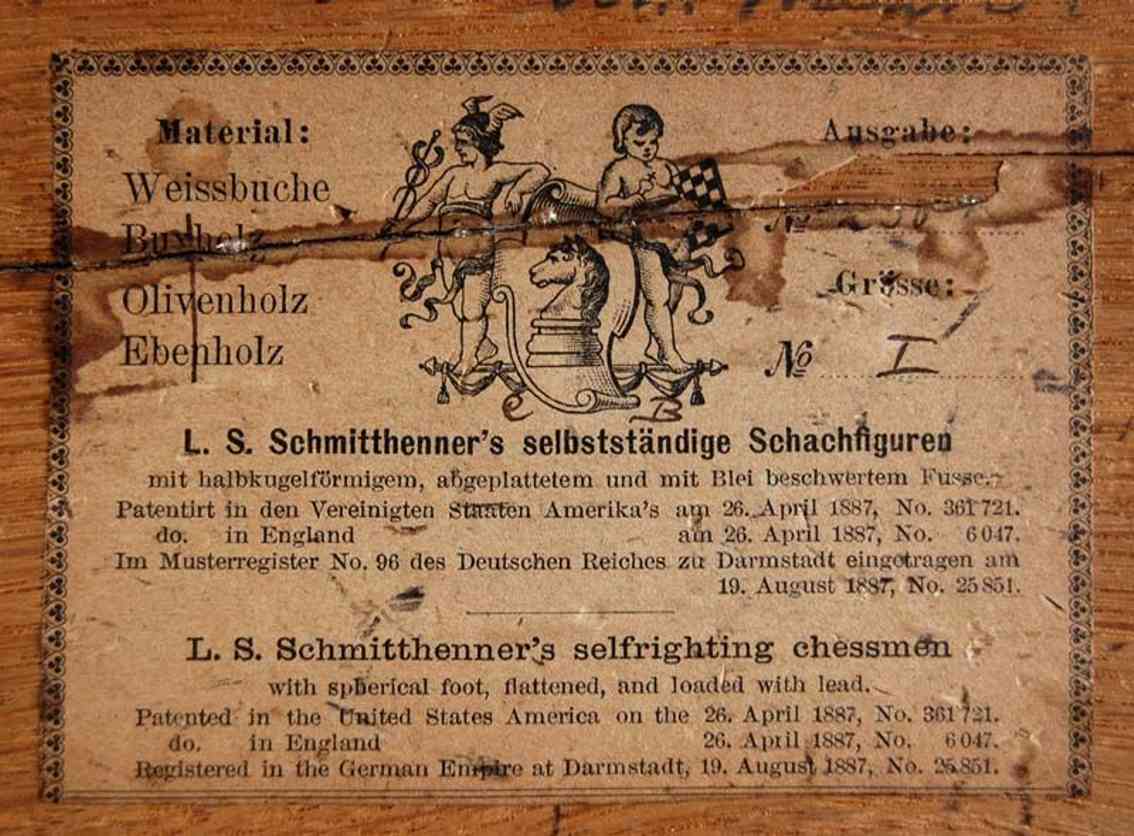 Material:
Weissbuche
Buxholz
Olivenholz
Ebenholz
Ausgabe:
No
Grösse:
No I
e B
L. S. Schmitthenner's selbstständige Schachfiguren
mit halbkugelförmigem, abgeplattetem und mit Blei beschwertem Fusse.
Patentirt in den Vereinigten Staaten Amerika's am 26. April 1887, No. 361721.
do. in England am 26. April 1887, No. 6047.
Im Musterregister No. 96 des Deutschen Reiches zu Darmstadt eingetragen am
19. August 1887, No. 25851.
L. S. Schmitthenner's selfrighting chessmen
with spherical foot, flattened, and loaded with lead.
Patented in the United States America on the 26. April 1887, No. 361721.
do. in England 26. April 1887, No. 6047.
Registered in the German Empire at Darmstadt, 19. August 1887, No. 25851.